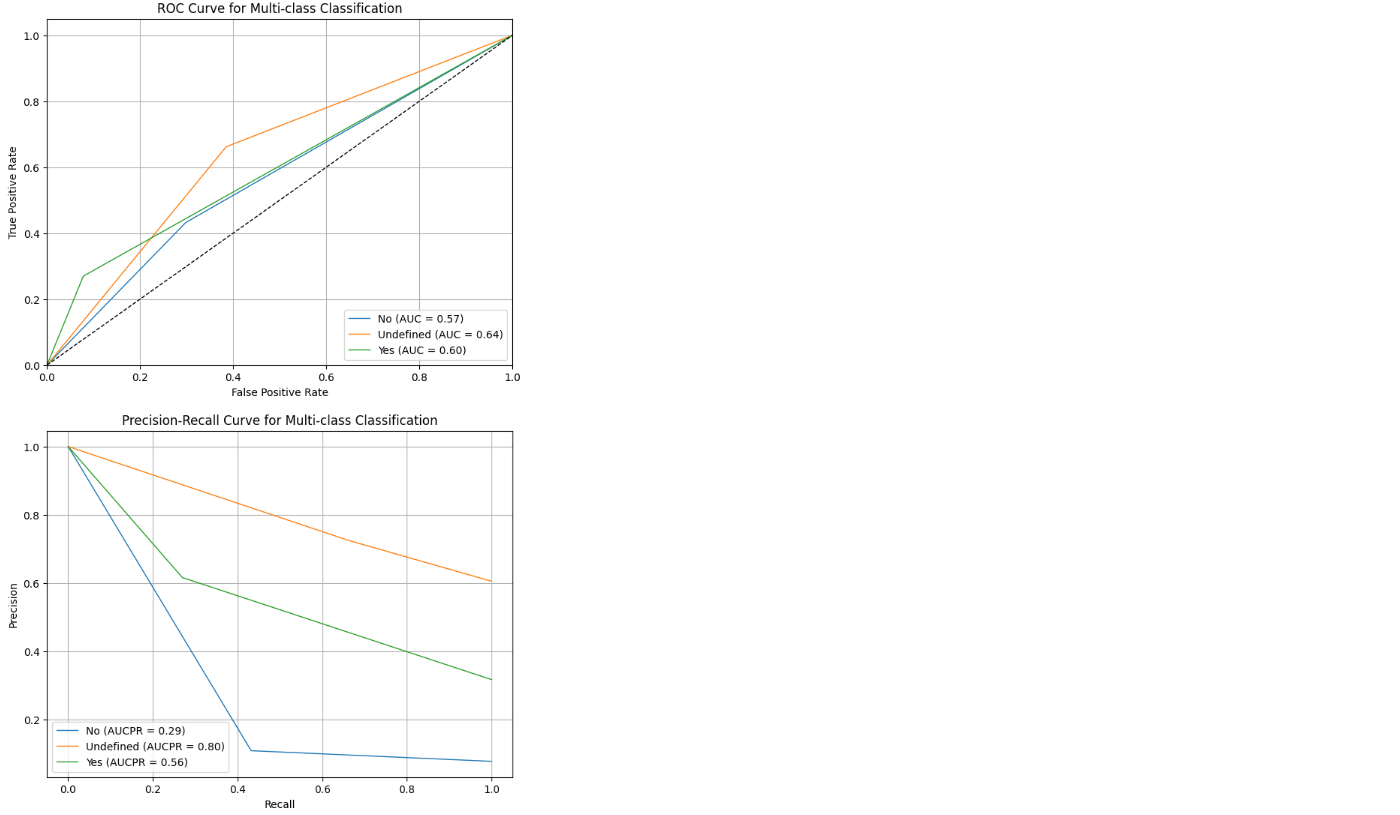 ROC Curve for Multi-class Classification
1.0
0.8
0.6
0.4
0.2
0.0
True Positive Rate
No (AUC = 0.57)
Undefined (AUC = 0.64)
Yes (AUC = 0.60)
0.0 0.2 0.4 0.6 0.8 1.0
False Positive Rate
Precision-Recall Curve for Multi-class Classification
1.0
0.8
0.6
0.4
0.2
Precision
No (AUCPR = 0.29)
Undefined (AUCPR = 0.80)
Yes (AUCPR = 0.56)
0.0 0.2 0.4 0.6 0.8 1.0
Recall